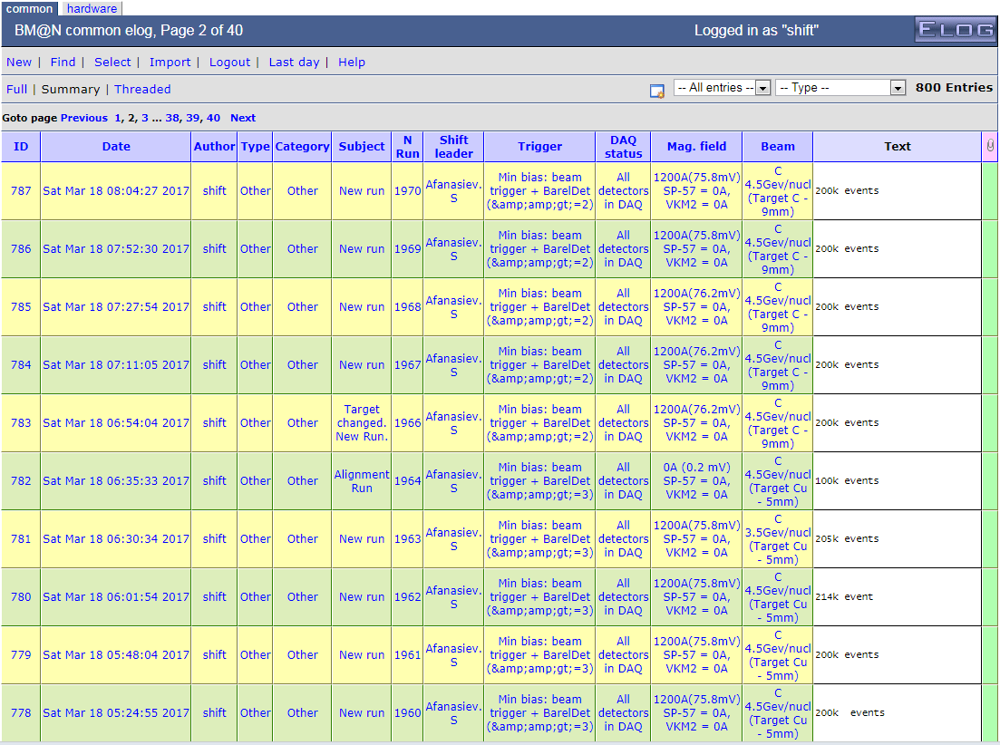 common hardware
BM@N common elog, Page 2 of 40 Logged in as "shift" ELOG
New | Find | Select | Import | Logout | Last day | Help
Full | Summary | Threaded -- All entries -- -- Type -- 800 Entries
Goto page Previous 1, 2, 3 ... 38, 39, 40 Next
ID Date Author Type Category Subject N Run Shift leader Trigger DAQ status Mag. field Beam Text
787 Sat Mar 18 08:04:27 2017 shift Other Other New run 1970 Afanasiev. S Min bias: beam trigger + BarelDet (&amp;amp;gt;=2) All detectors in DAQ 1200A(75.8mV) SP-57 = 0A, VKM2 = 0A C 4.5Gev/nucl (Target C - 9mm) 200k events
786 Sat Mar 18 07:52:30 2017 shift Other Other New run 1969 Afanasiev. S Min bias: beam trigger + BarelDet (&amp;amp;gt;=2) All detectors in DAQ 1200A(75.8mV) SP-57 = 0A, VKM2 = 0A C 4.5Gev/nucl (Target C - 9mm) 200k events
785 Sat Mar 18 07:27:54 2017 shift Other Other New run 1968 Afanasiev. S Min bias: beam trigger + BarelDet (&amp;amp;gt;=2) All detectors in DAQ 1200A(76.2mV) SP-57 = 0A, VKM2 = 0A C 4.5Gev/nucl (Target C - 9mm) 200k events
784 Sat Mar 18 07:11:05 2017 shift Other Other New run 1967 Afanasiev. S Min bias: beam trigger + BarelDet (&amp;amp;gt;=2) All detectors in DAQ 1200A(76.2mV) SP-57 = 0A, VKM2 = 0A C 4.5Gev/nucl (Target C - 9mm) 200k events
783 Sat Mar 18 06:54:04 2017 shift Other Other Target changed. New Run. 1966 Afanasiev. S Min bias: beam trigger + BarelDet (&amp;amp;gt;=2) All detectors in DAQ 1200A(76.2mV) SP-57 = 0A, VKM2 = 0A C 4.5Gev/nucl (Target C - 9mm) 200k events
782 Sat Mar 18 06:35:33 2017 shift Other Other Alignment Run 1964 Afanasiev. S Min bias: beam trigger + BarelDet (&amp;amp;gt;=3) All detectors in DAQ 0A (0.2 mV) SP-57 = 0A, VKM2 = 0A C 4.5Gev/nucl (Target Cu - 5mm) 100k events
781 Sat Mar 18 06:30:34 2017 shift Other Other New run 1963 Afanasiev. S Min bias: beam trigger + BarelDet (&amp;amp;gt;=3) All detectors in DAQ 1200A(75.8mV) SP-57 = 0A, VKM2 = 0A C 3.5Gev/nucl (Target Cu - 5mm) 205k events
780 Sat Mar 18 06:01:54 2017 shift Other Other New run 1962 Afanasiev. S Min bias: beam trigger + BarelDet (&amp;amp;gt;=3) All detectors in DAQ 1200A(75.8mV) SP-57 = 0A, VKM2 = 0A C 4.5Gev/nucl (Target Cu - 5mm) 214k event
779 Sat Mar 18 05:48:04 2017 shift Other Other New run 1961 Afanasiev. S Min bias: beam trigger + BarelDet (&amp;amp;gt;=3) All detectors in DAQ 1200A(75.8mV) SP-57 = 0A, VKM2 = 0A C 4.5Gev/nucl (Target Cu - 5mm) 200k events
778 Sat Mar 18 05:24:55 2017 shift Other Other New run 1960 Afanasiev. S Min bias: beam trigger + BarelDet (&amp;amp;gt;=3) All detectors in DAQ 1200A(75.8mV) SP-57 = 0A, VKM2 = 0A C 4.5Gev/nucl (Target Cu - 5mm) 200k events